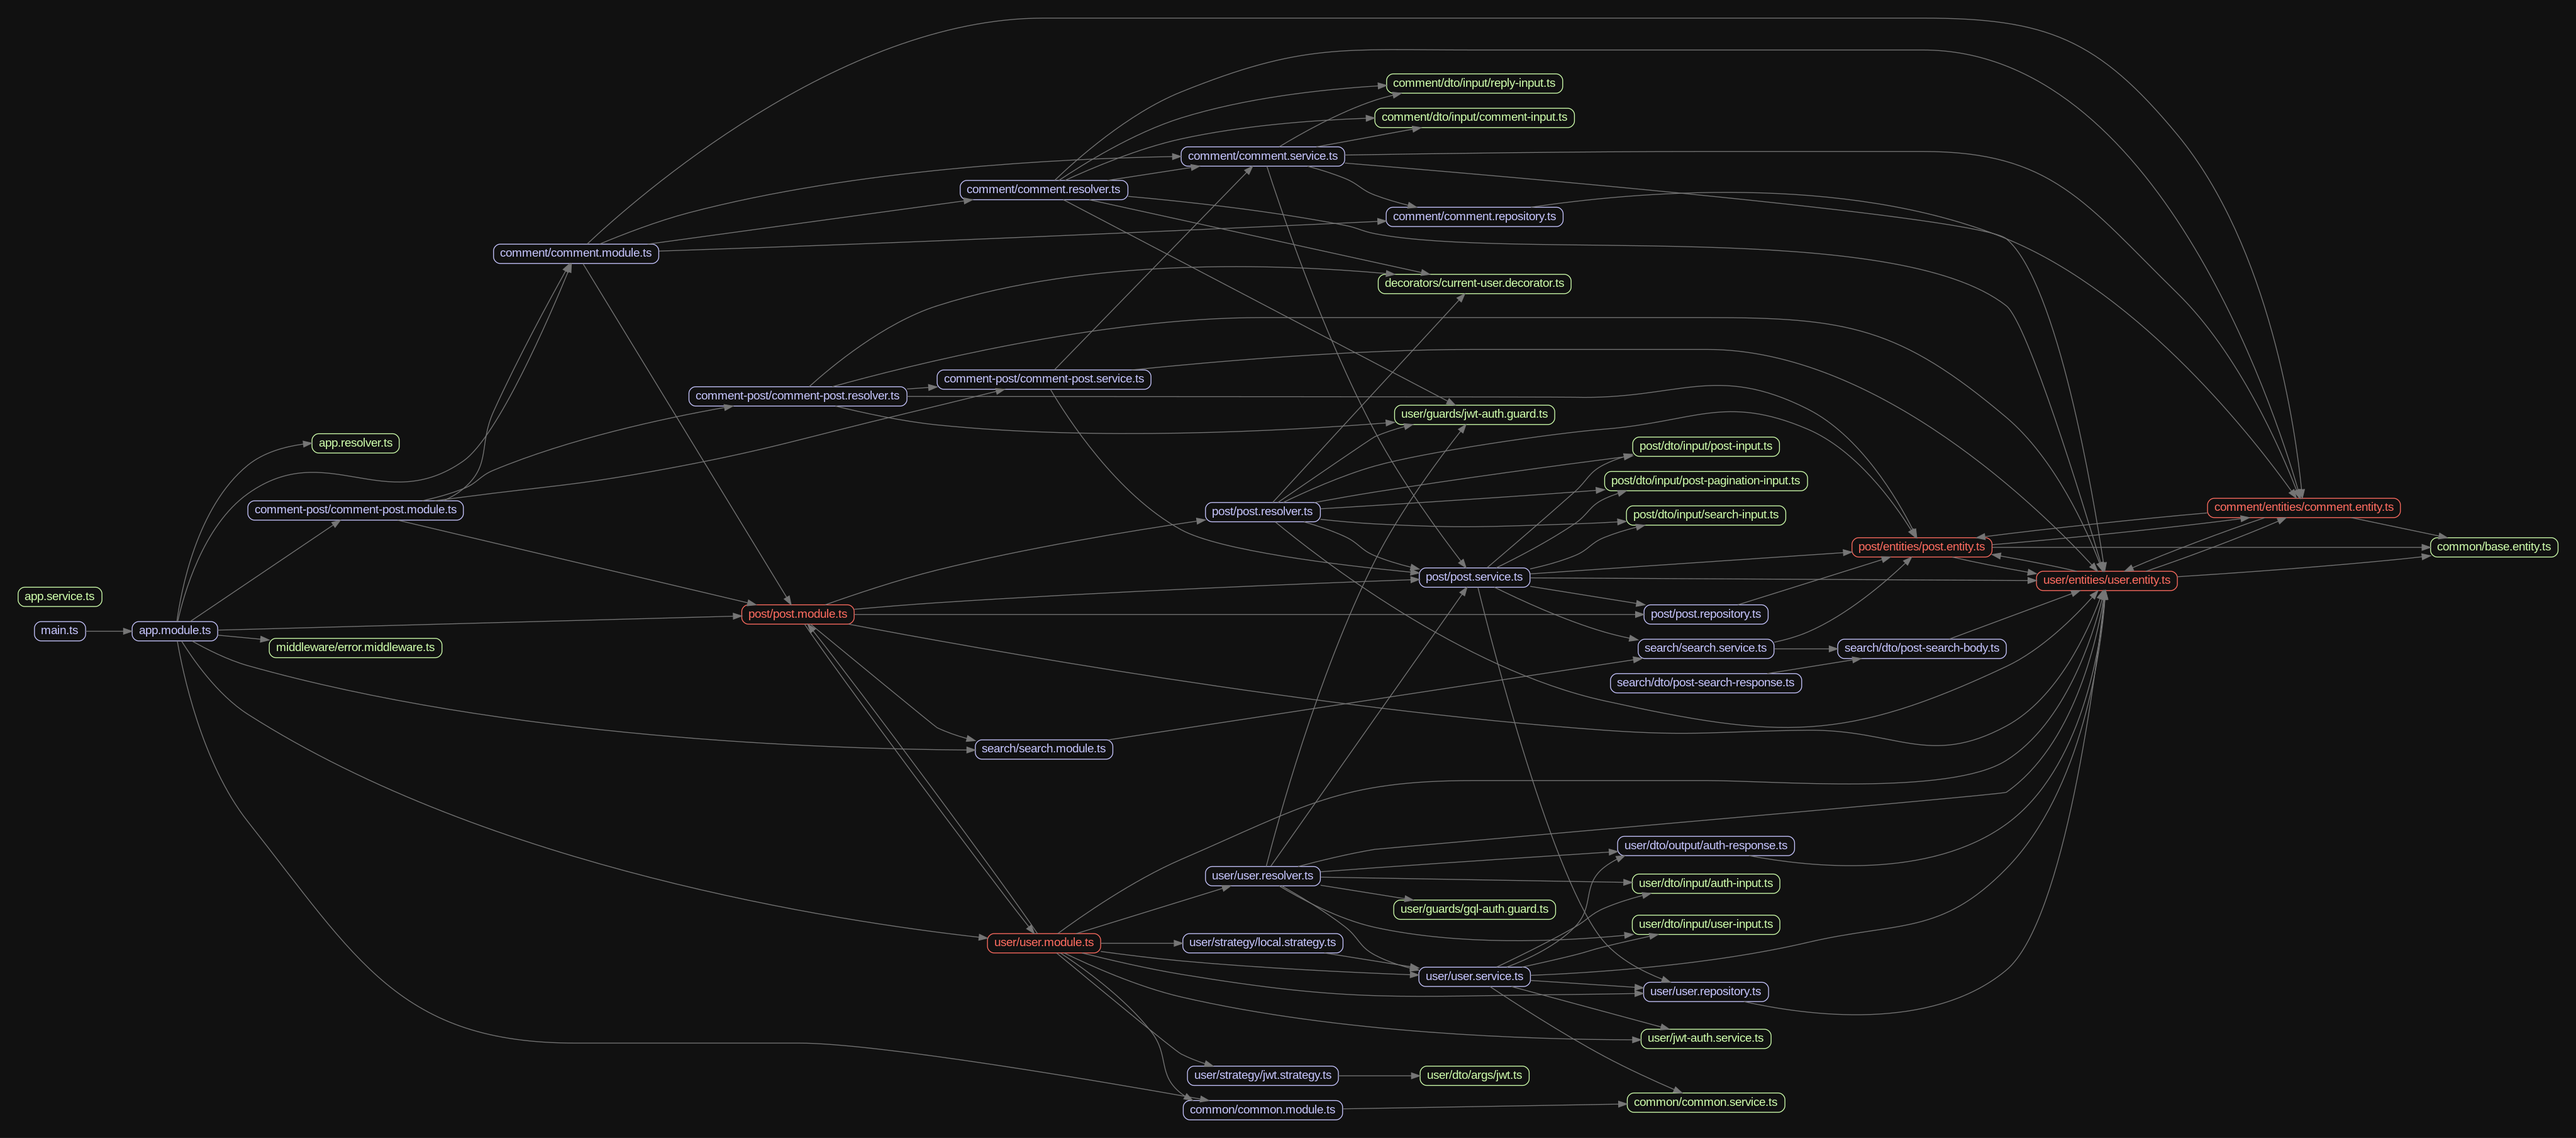 comment/dto/input/reply-input.ts
comment/dto/input/comment-input.ts
comment/comment.service.ts
comment/comment.resolver.ts
comment/comment.repository.ts
comment/comment.module.ts
decorators/current-user.decorator.ts
comment-post/comment-post.service.ts
comment-post/comment-post.resolver.ts
user/guards/jwt-auth.guard.ts
app.resolver.ts
post/dto/input/post-input.ts
post/dto/input/post-pagination-input.ts
comment-post/comment-post.module.ts
post/post.resolver.ts
post/dto/input/search-input.ts
comment/entities/comment.entity.ts
post/entities/post.entity.ts
common/base.entity.ts
post/post.service.ts
user/entities/user.entity.ts
app.service.ts
post/post.module.ts
post/post.repository.ts
main.ts
app.module.ts
middleware/error.middleware.ts
search/search.service.ts
search/dto/post-search-body.ts
search/dto/post-search-response.ts
search/search.module.ts
user/dto/output/auth-response.ts
user/user.resolver.ts
user/dto/input/auth-input.ts
user/guards/gql-auth.guard.ts
user/dto/input/user-input.ts
user/user.module.ts
user/strategy/local.strategy.ts
user/user.service.ts
user/user.repository.ts
user/jwt-auth.service.ts
user/strategy/jwt.strategy.ts
user/dto/args/jwt.ts
common/common.service.ts
common/common.module.ts